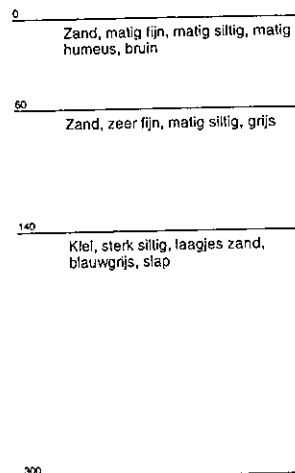 0
Zand, matig fijn, matig siltig, matig
humeus, bruin
60
Zand, zeer fijn, matig siltig, grijs
140
Klei, sterk siltig, laagjes zand,
blauwgrijs, slap
300